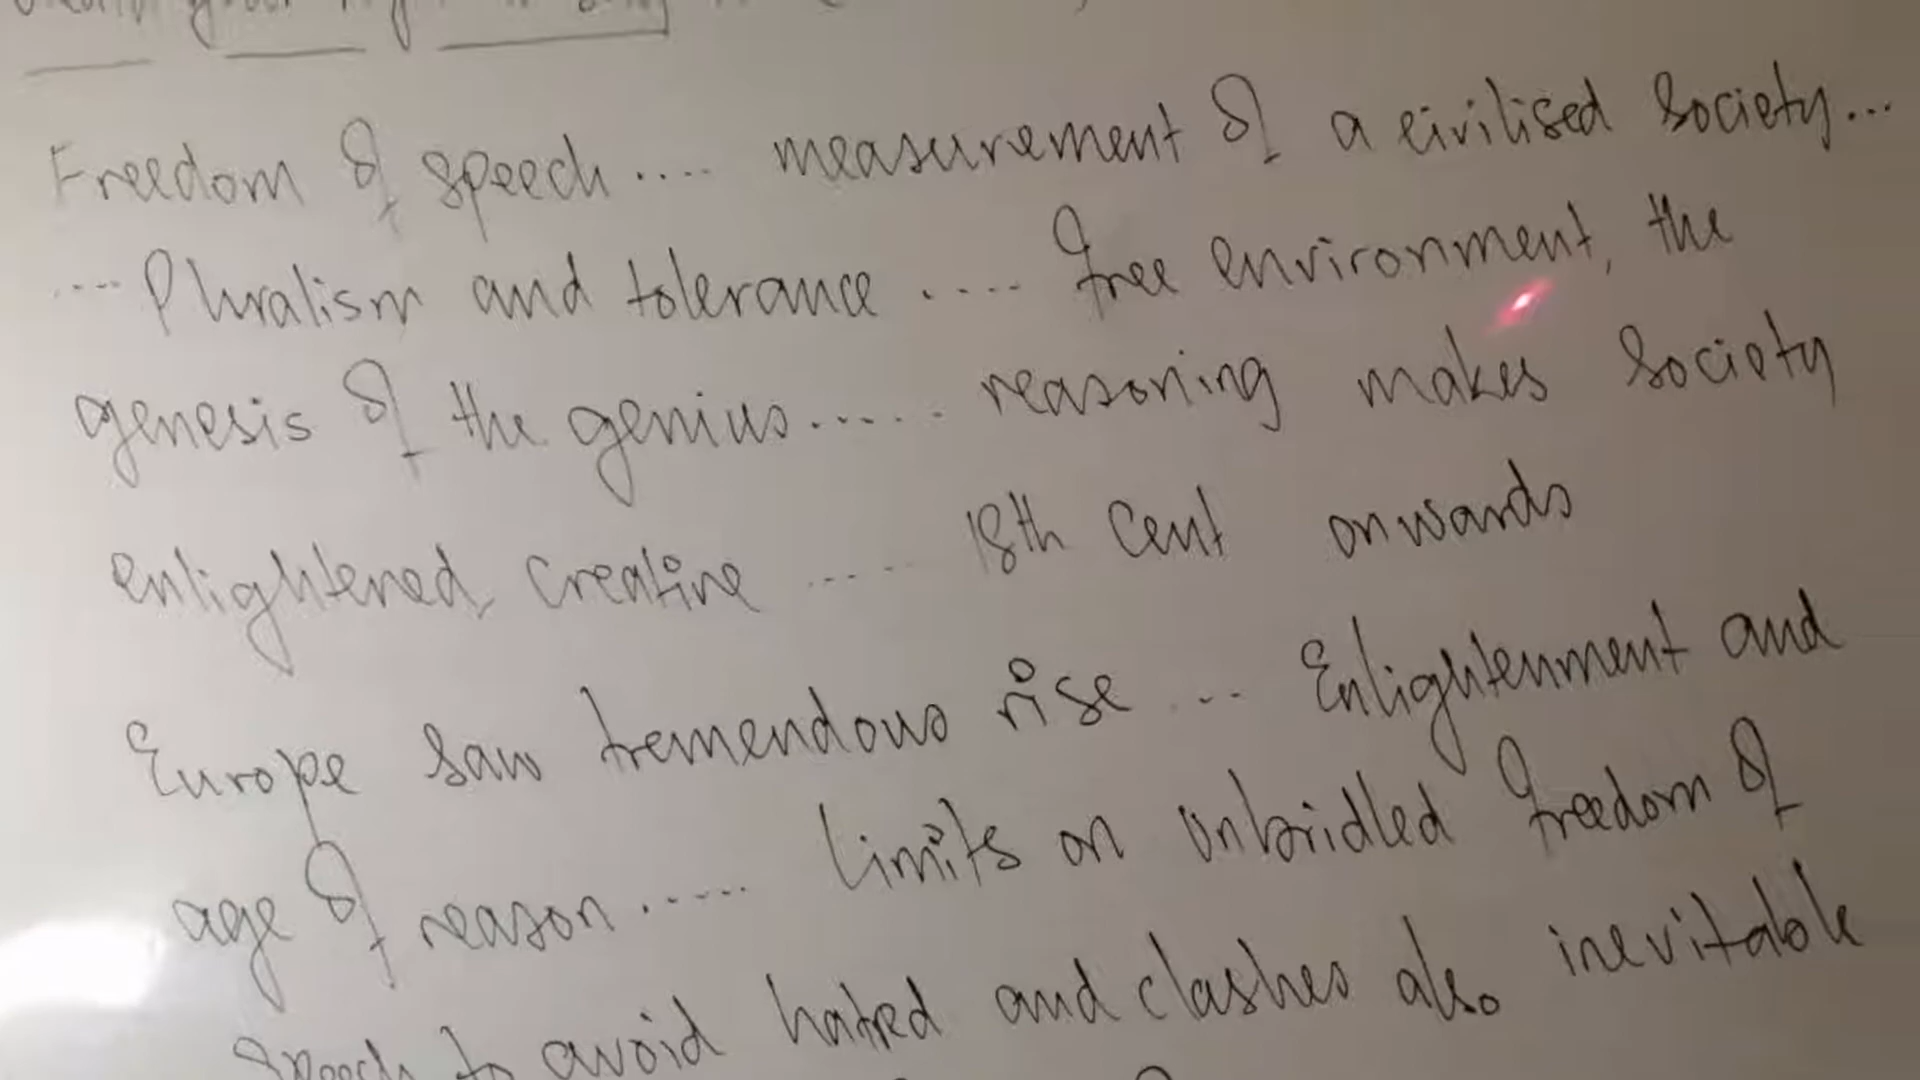 Freedom of speech.... measurement of a civilised society...
.... Pluralism and tolerance .... free environment, the
genesis of the genius...... reasoning makes society
enlightened, creative ..... 18th cent onwards
Europe saw tremendous rise ... Enlightenment and
age of reason ..... limits on unbridled freedom of
speech to avoid hatred and clashes also inevitable